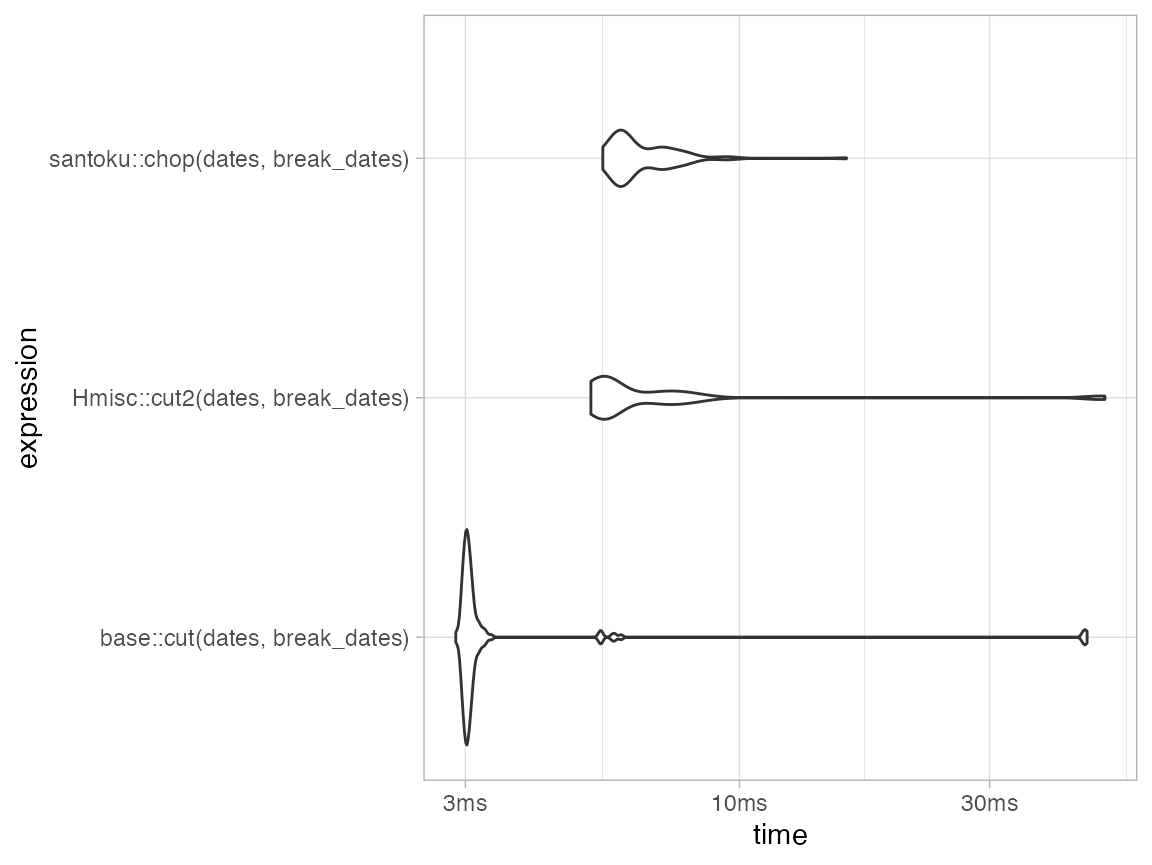 santoku::chop(dates, break_dates)
Hmisc::cut2(dates, break_dates)
base::cut(dates, break_dates)
expression
3ms
10ms
30ms
time